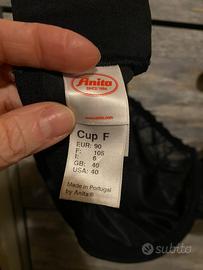 Anita
SINCE 1886
Cup F
EUR: 90
F: 105
I: 6
GB: 40
USA: 40
Made in Portugal
by Anita®
subito